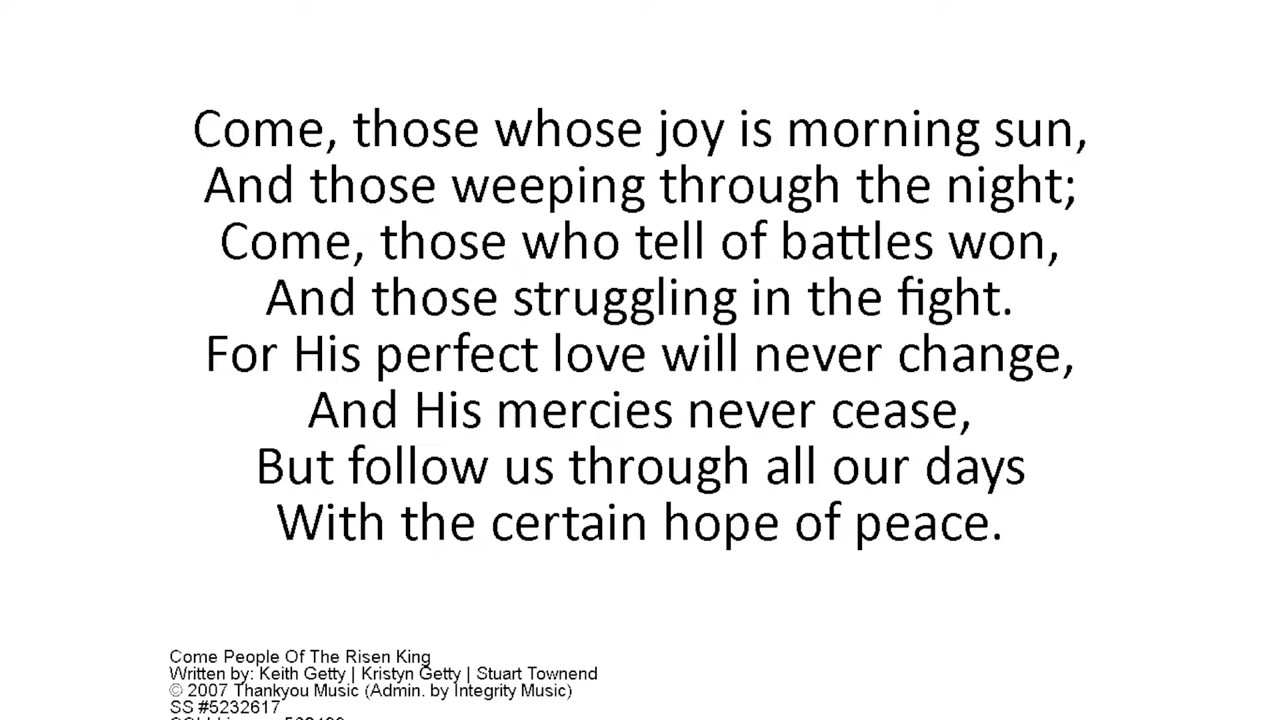 Come, those whose joy is morning sun,
And those weeping through the night;
Come, those who tell of battles won,
And those struggling in the fight.
For His perfect love will never change,
And His mercies never cease,
But follow us through all our days
With the certain hope of peace.
Come People Of The Risen King
Written by: Keith Getty | Kristyn Getty | Stuart Townend
© 2007 Thankyou Music (Admin. by Integrity Music)
SS #5232617